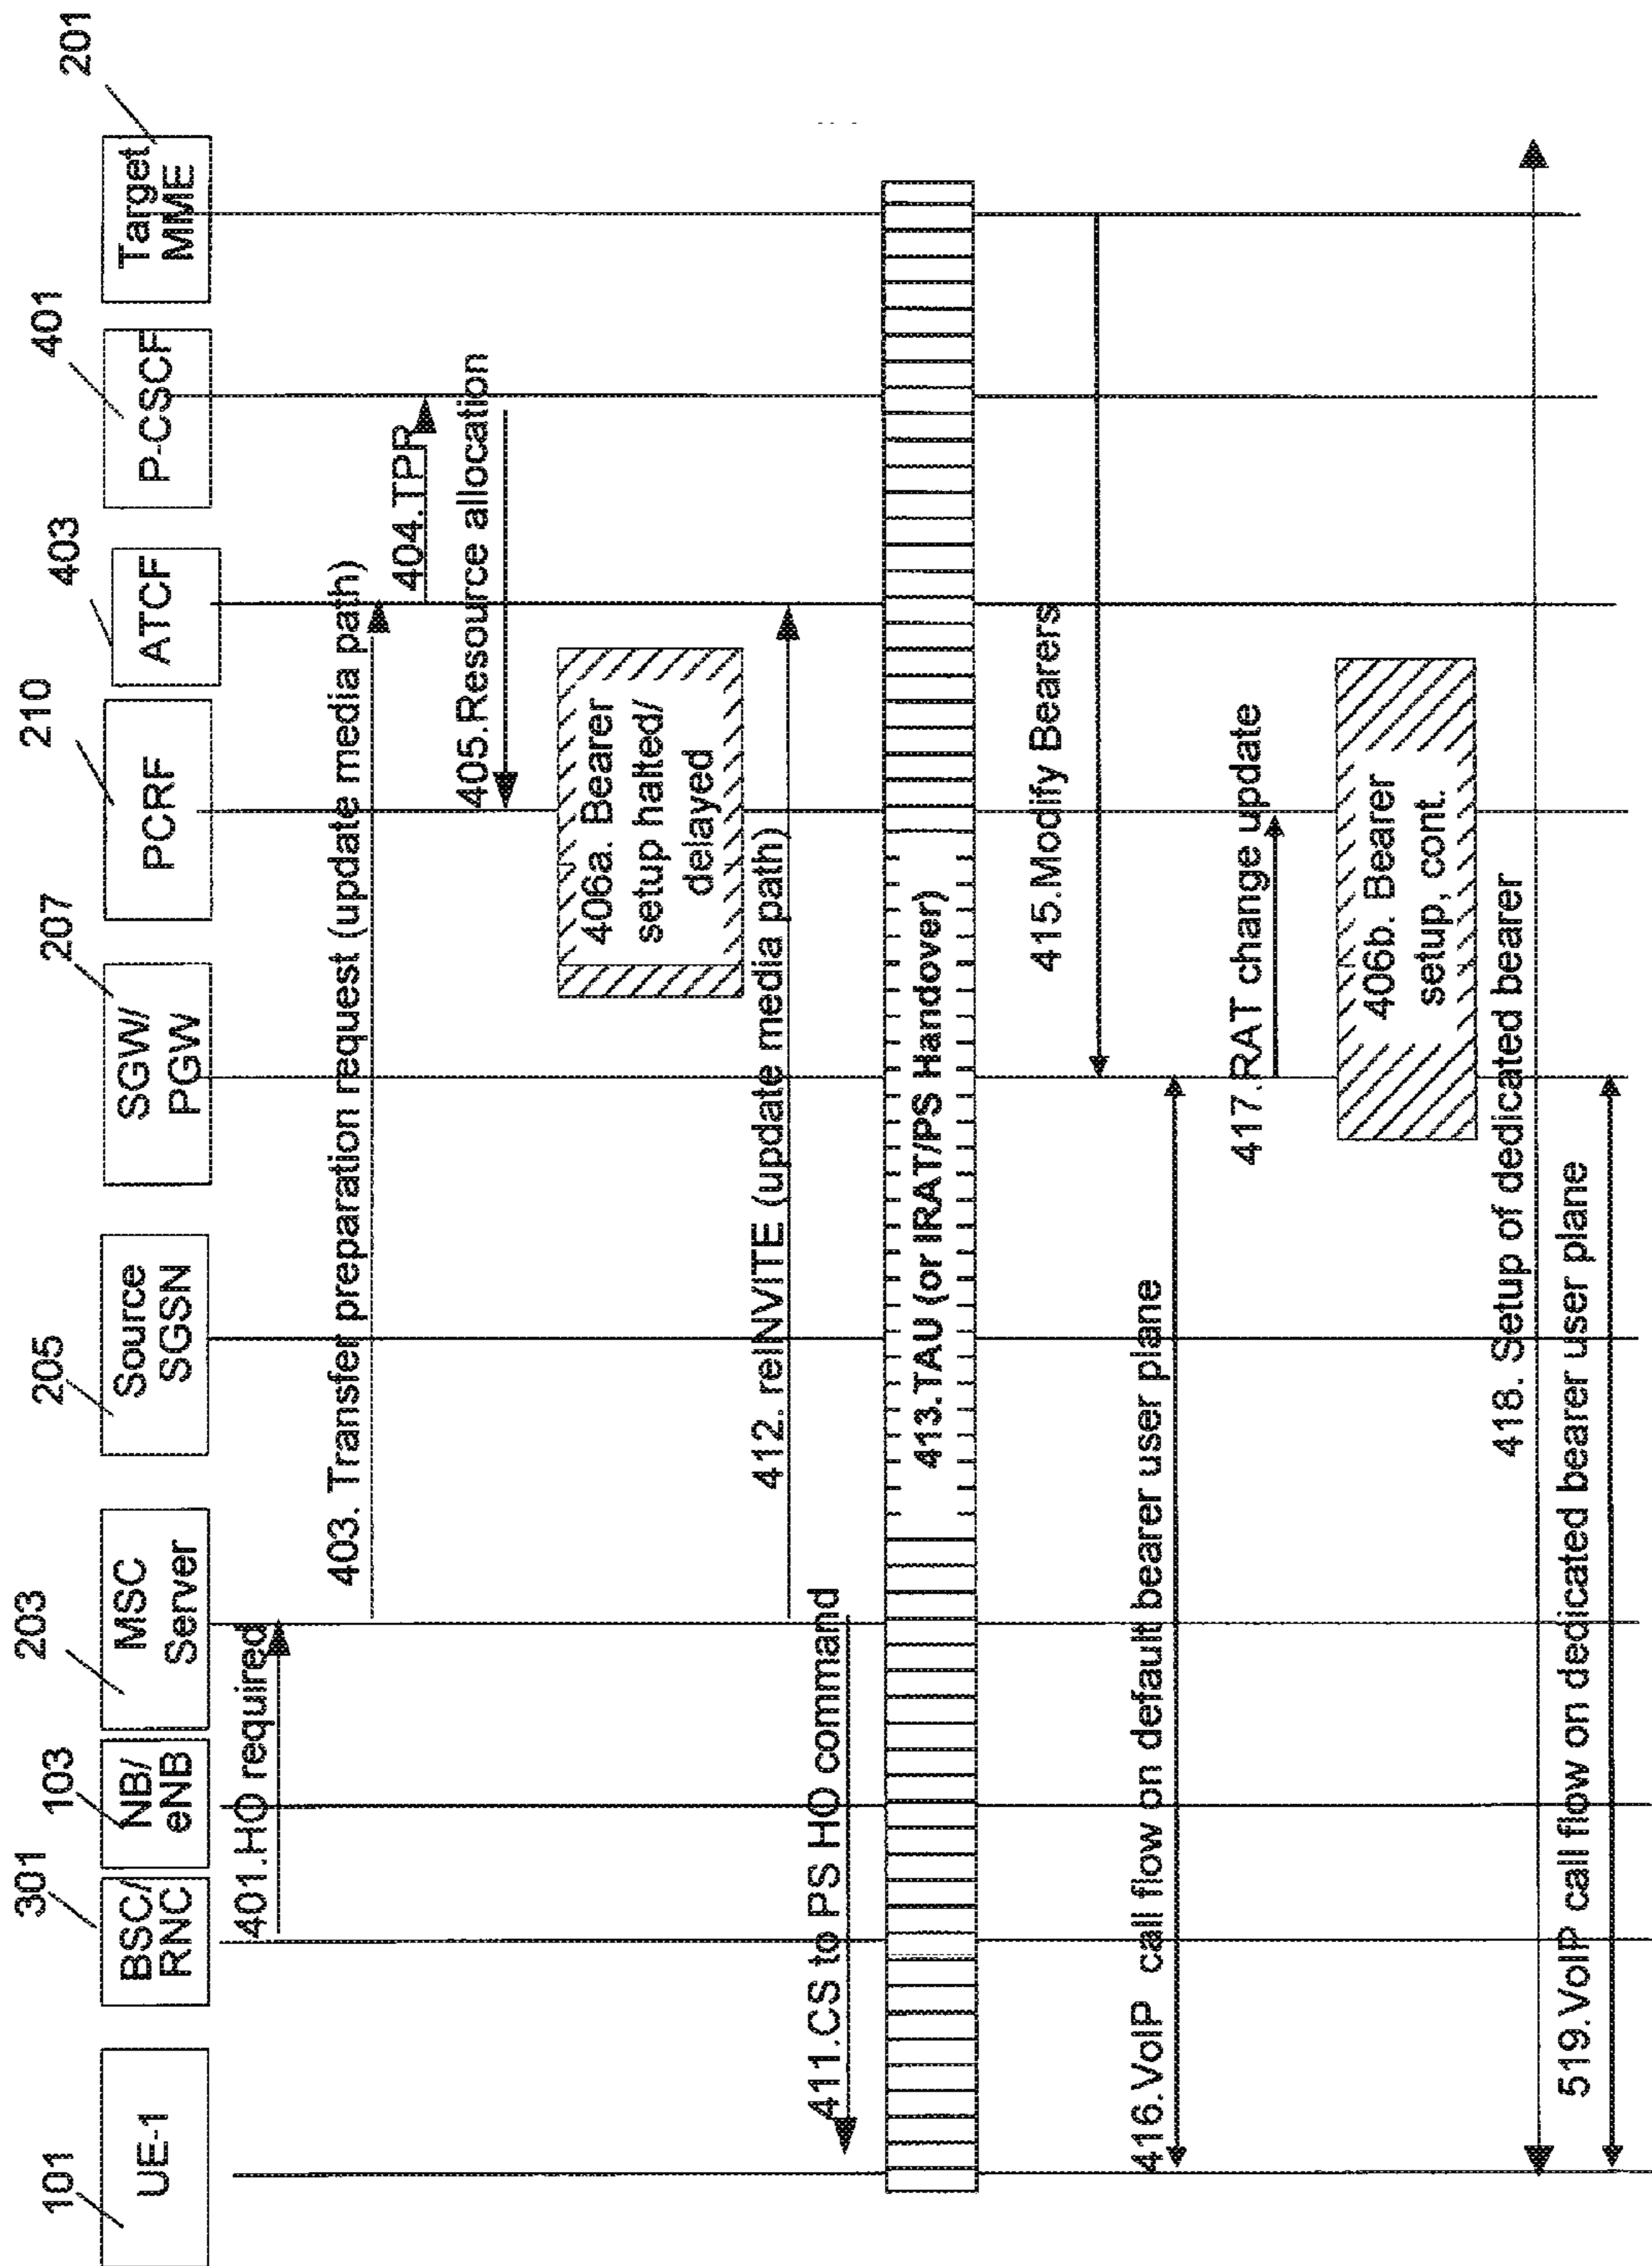 101
301
103
203
205
207
210
403
401
201
UE-1
BSC/
RNC
NB/
eNB
MSC
Server
Source
SGSN
SGW/
PGW
PCRF
ATCF
P-CSCF
Target
MME
401.HO required
403. Transfer preparation request (update media path)
404.TPR
405.Resource allocation
406a. Bearer
setup halted/
delayed
412. reINVITE (update media path)
411.CS to PS HO command
413.TAU (or IRAT/PS Handover)
415.Modify Bearers
416.VoIP call flow on default bearer user plane
417.RAT change update
406b. Bearer
setup, cont.
418. Setup of dedicated bearer
519.VoIP call flow on dedicated bearer user plane